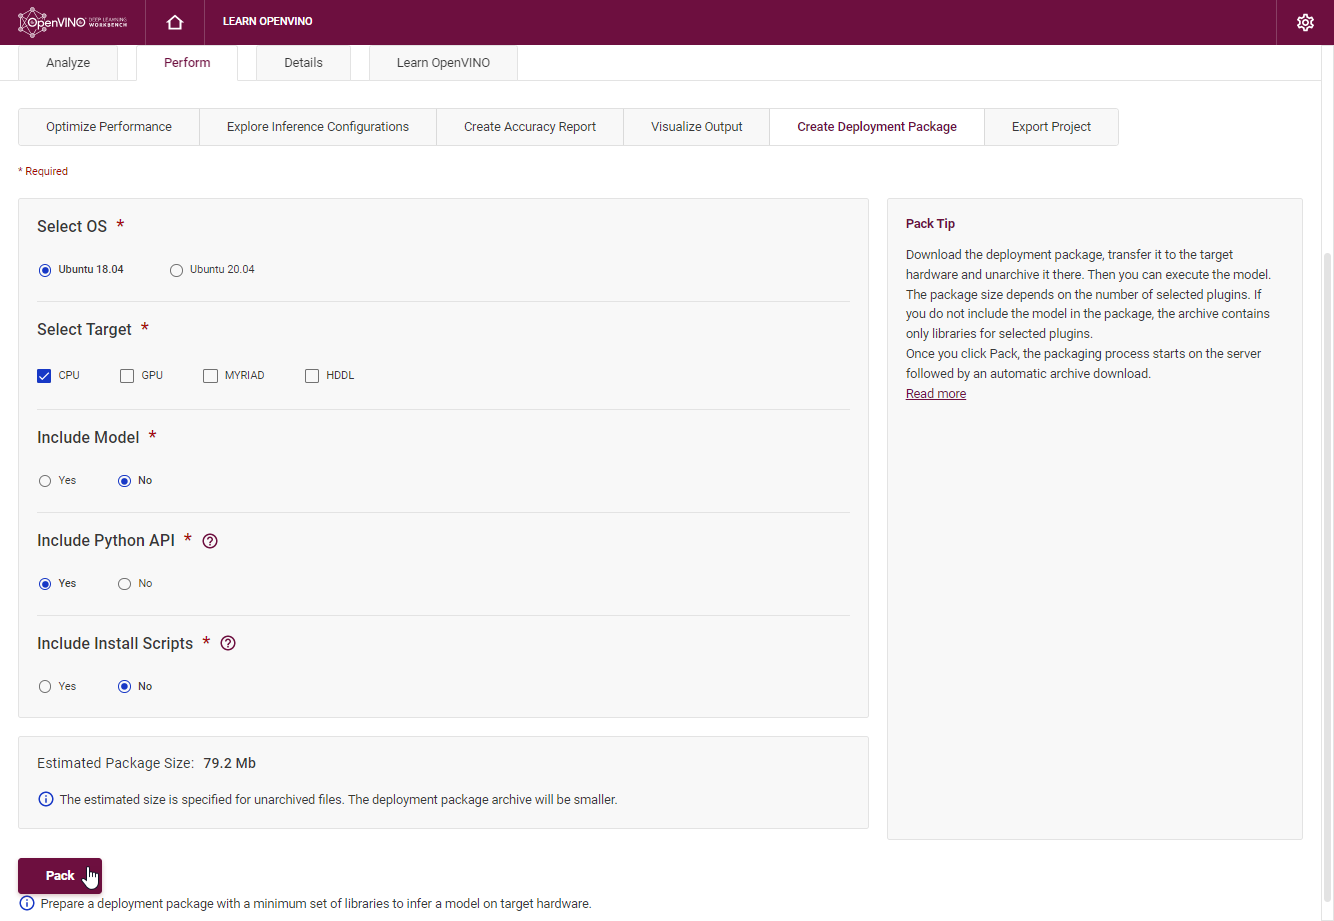 OpenVINO DEEP LEARNING WORKBENCH
LEARN OPENVINO
Analyze
Perform
Details
Learn OpenVINO
Optimize Performance
Explore Inference Configurations
Create Accuracy Report
Visualize Output
Create Deployment Package
Export Project
* Required
Select OS *
Ubuntu 18.04
Ubuntu 20.04
Select Target *
CPU
GPU
MYRIAD
HDDL
Include Model *
Yes
No
Include Python API * ?
Yes
No
Include Install Scripts * ?
Yes
No
Estimated Package Size: 79.2 Mb
i The estimated size is specified for unarchived files. The deployment package archive will be smaller.
Pack
i Prepare a deployment package with a minimum set of libraries to infer a model on target hardware.
Pack Tip
Download the deployment package, transfer it to the target
hardware and unarchive it there. Then you can execute the model.
The package size depends on the number of selected plugins. If
you do not include the model in the package, the archive contains
only libraries for selected plugins.
Once you click Pack, the packaging process starts on the server
followed by an automatic archive download.
Read more